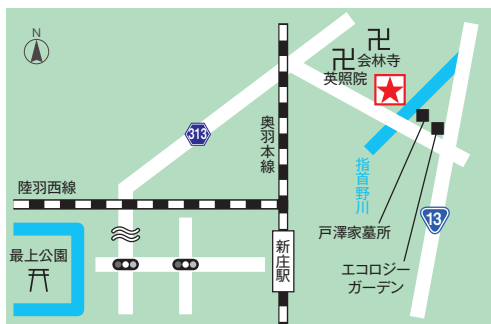 N
会林寺
英照院
313
奥羽本線
陸羽西線
指首野川
13
戸澤家墓所
最上公園
新庄駅
エコロジー
ガーデン